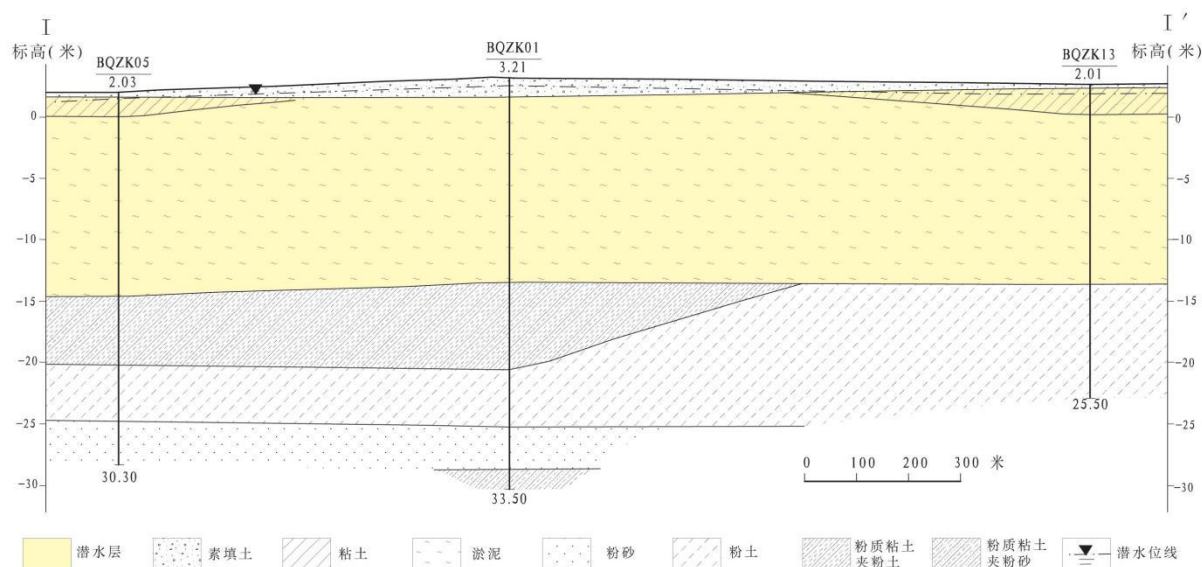 I
I′
标高(米)
标高(米)
BQZK05
2.03
BQZK01
3.21
BQZK13
2.01
0
0
-5
-5
-10
-10
-15
-15
-20
-20
-25
-25
-30
-30
30.30
33.50
25.50
0 100 200 300 米
潜水层
素填土
粘土
淤泥
粉砂
粉土
粉质粘土
夹粉土
粉质粘土
夹粉砂
潜水位线